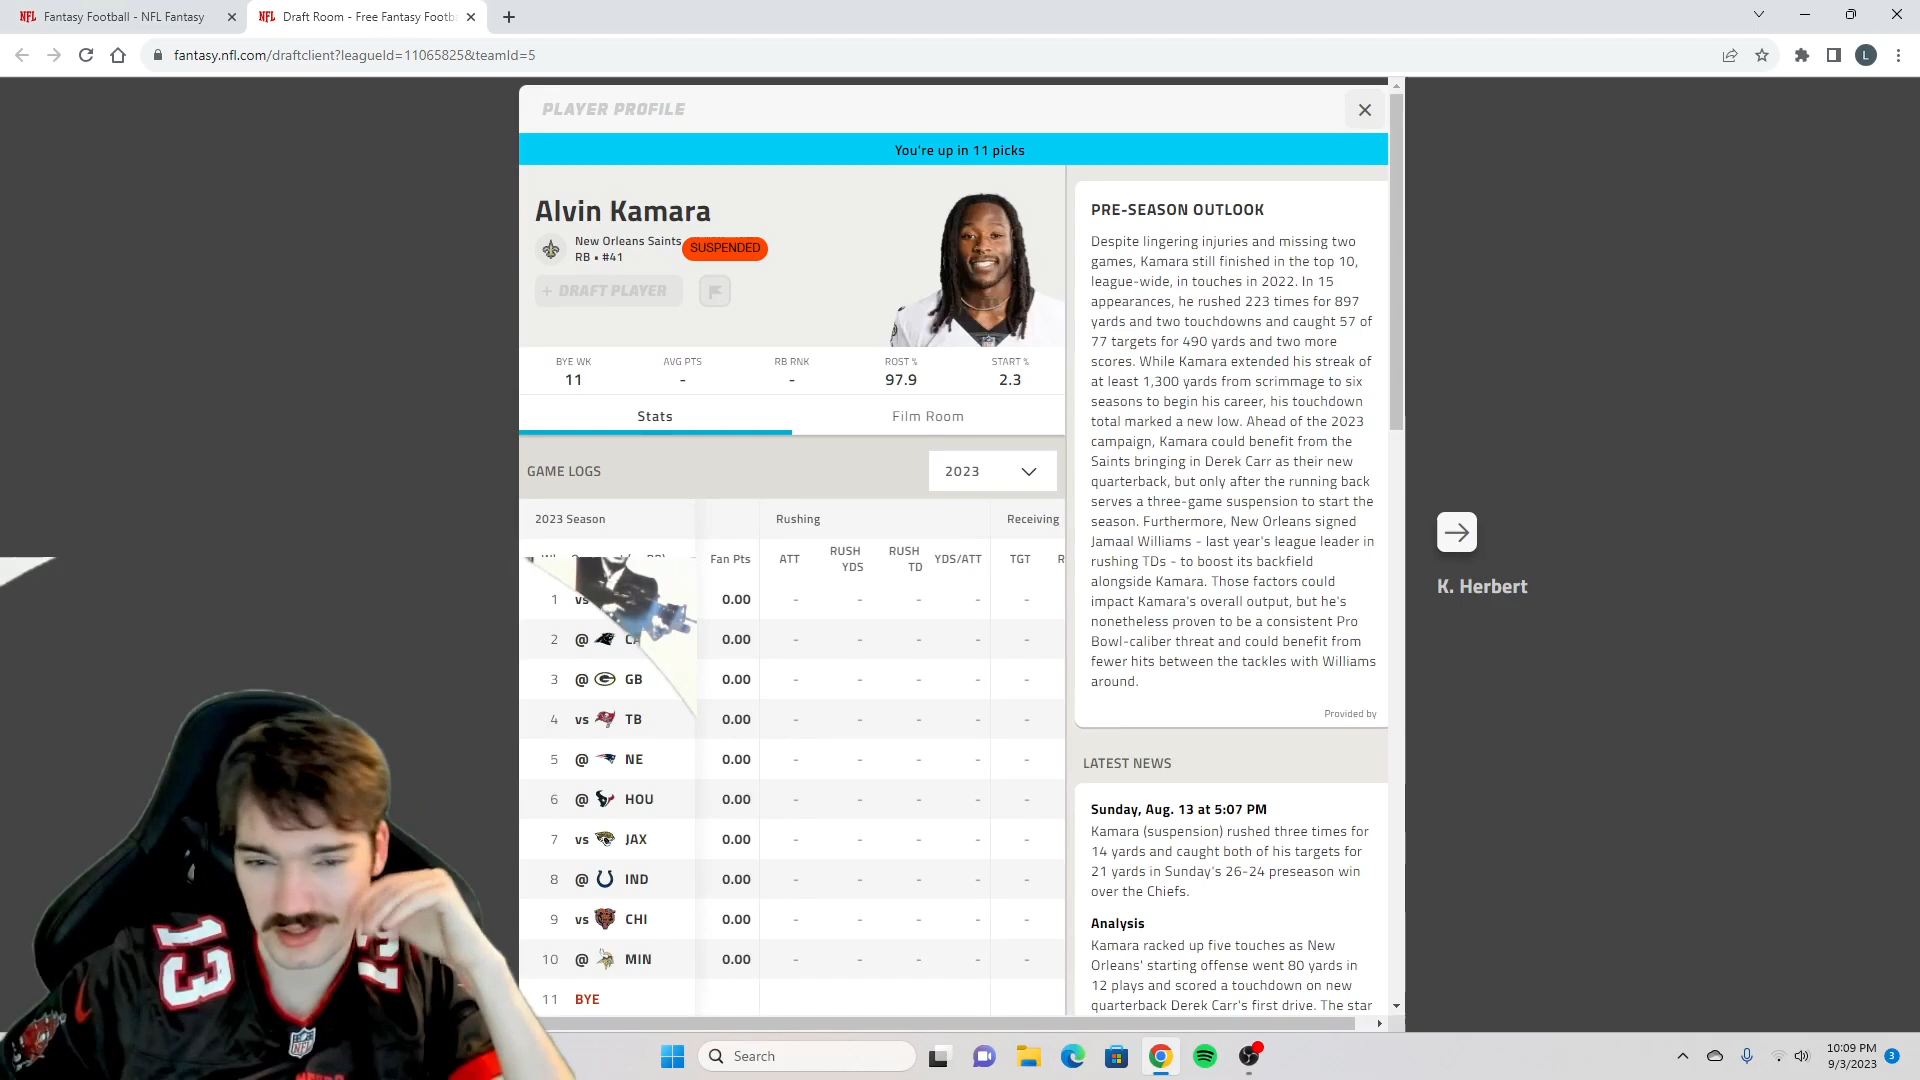 Fantasy Football - NFL Fantasy
Draft Room - Free Fantasy Footb
fantasy.nfl.com/draftclient?leagueId=11065825&teamId=5
L
PLAYER PROFILE
You're up in 11 picks
Alvin Kamara
New Orleans Saints
RB • #41
SUSPENDED
+ DRAFT PLAYER
BYE WK
AVG PTS
RB RNK
ROST %
START %
11
-
-
97.9
2.3
Stats
Film Room
GAME LOGS
2023
2023 Season
Rushing
Receiving
Fan Pts
ATT
RUSH YDS
RUSH TD
YDS/ATT
TGT
R
1 vs 0.00 - - - - -
2 @ 0.00 - - - - -
3 @ GB 0.00 - - - - -
4 vs TB 0.00 - - - - -
5 @ NE 0.00 - - - - -
6 @ HOU 0.00 - - - - -
7 vs JAX 0.00 - - - - -
8 @ IND 0.00 - - - - -
9 vs CHI 0.00 - - - - -
10 @ MIN 0.00 - - - - -
11 BYE
PRE-SEASON OUTLOOK
Despite lingering injuries and missing two
games, Kamara still finished in the top 10,
league-wide, in touches in 2022. In 15
appearances, he rushed 223 times for 897
yards and two touchdowns and caught 57 of
77 targets for 490 yards and two more
scores. While Kamara extended his streak of
at least 1,300 yards from scrimmage to six
seasons to begin his career, his touchdown
total marked a new low. Ahead of the 2023
campaign, Kamara could benefit from the
Saints bringing in Derek Carr as their new
quarterback, but only after the running back
serves a three-game suspension to start the
season. Furthermore, New Orleans signed
Jamaal Williams - last year's league leader in
rushing TDs - to boost its backfield
alongside Kamara. Those factors could
impact Kamara's overall output, but he's
nonetheless proven to be a consistent Pro
Bowl-caliber threat and could benefit from
fewer hits between the tackles with Williams
around.
Provided by
LATEST NEWS
Sunday, Aug. 13 at 5:07 PM
Kamara (suspension) rushed three times for
14 yards and caught both of his targets for
21 yards in Sunday's 26-24 preseason win
over the Chiefs.
Analysis
Kamara racked up five touches as New
Orleans' starting offense went 80 yards in
12 plays and scored a touchdown on new
quarterback Derek Carr's first drive. The star
K. Herbert
13
NFL
Search
10:09 PM
9/3/2023
3